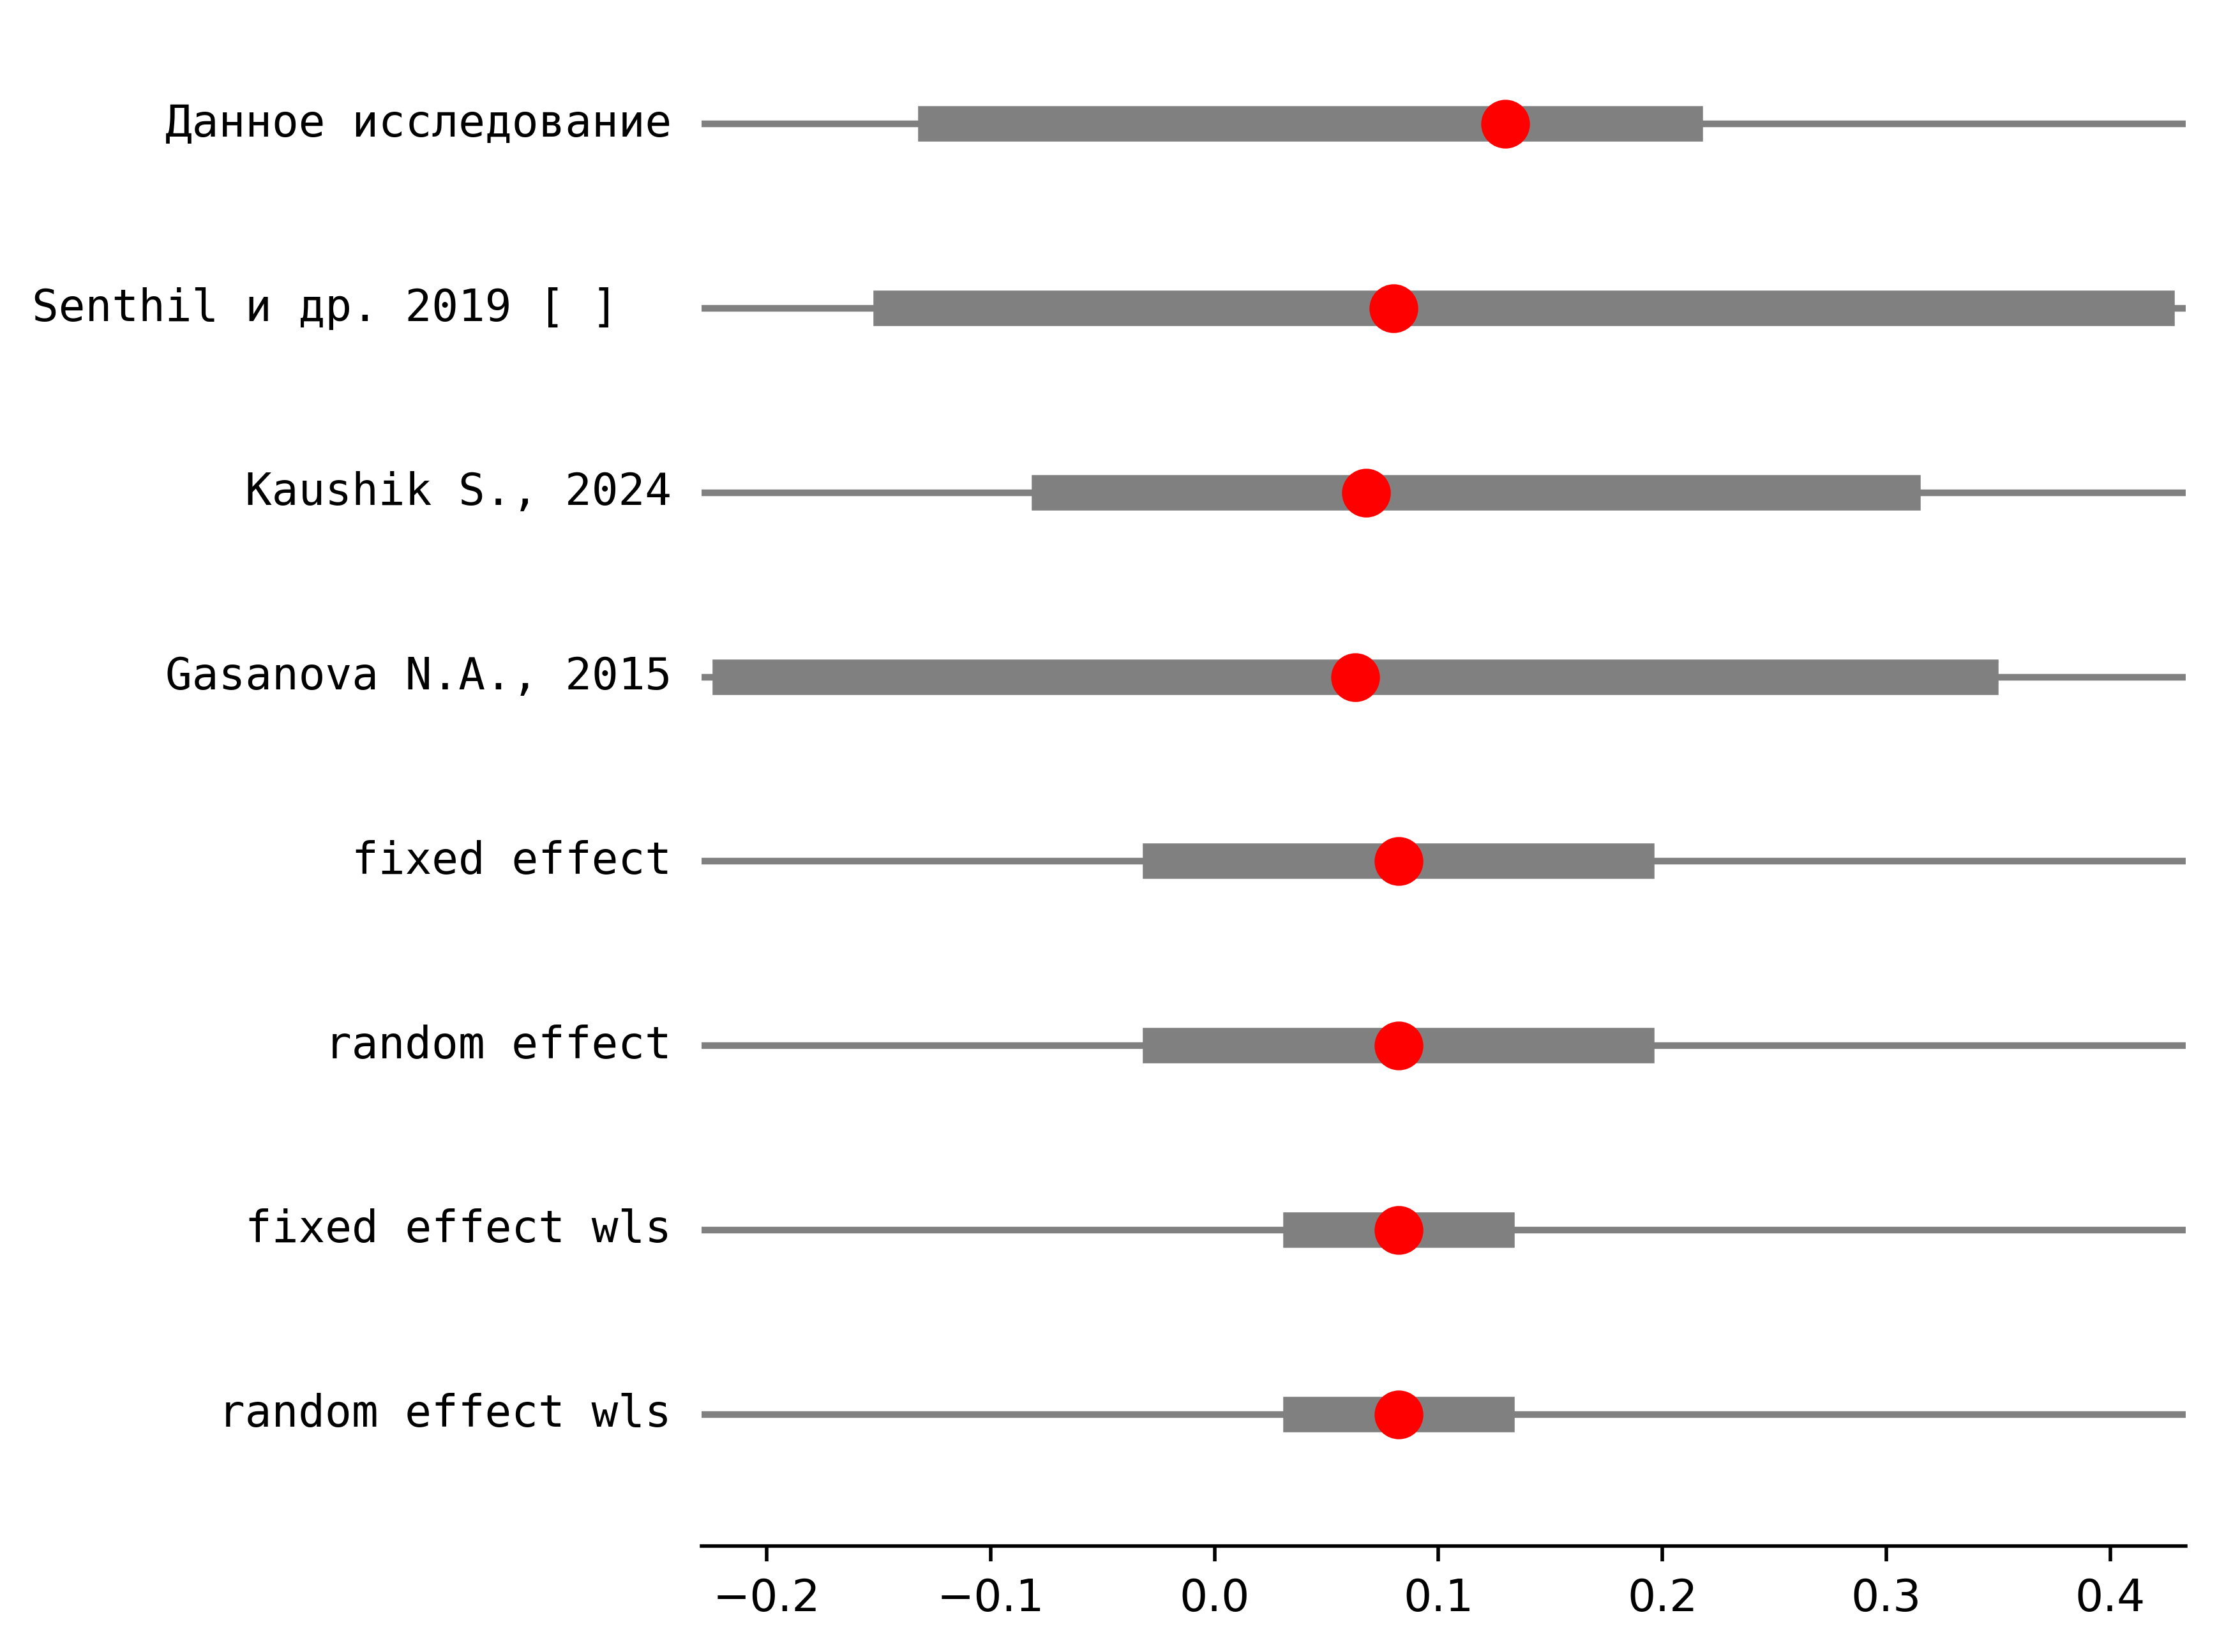 Данное исследование
Senthil и др. 2019 [ ]
Kaushik S., 2024
Gasanova N.A., 2015
fixed effect
random effect
fixed effect wls
random effect wls
−0.2 −0.1 0.0 0.1 0.2 0.3 0.4